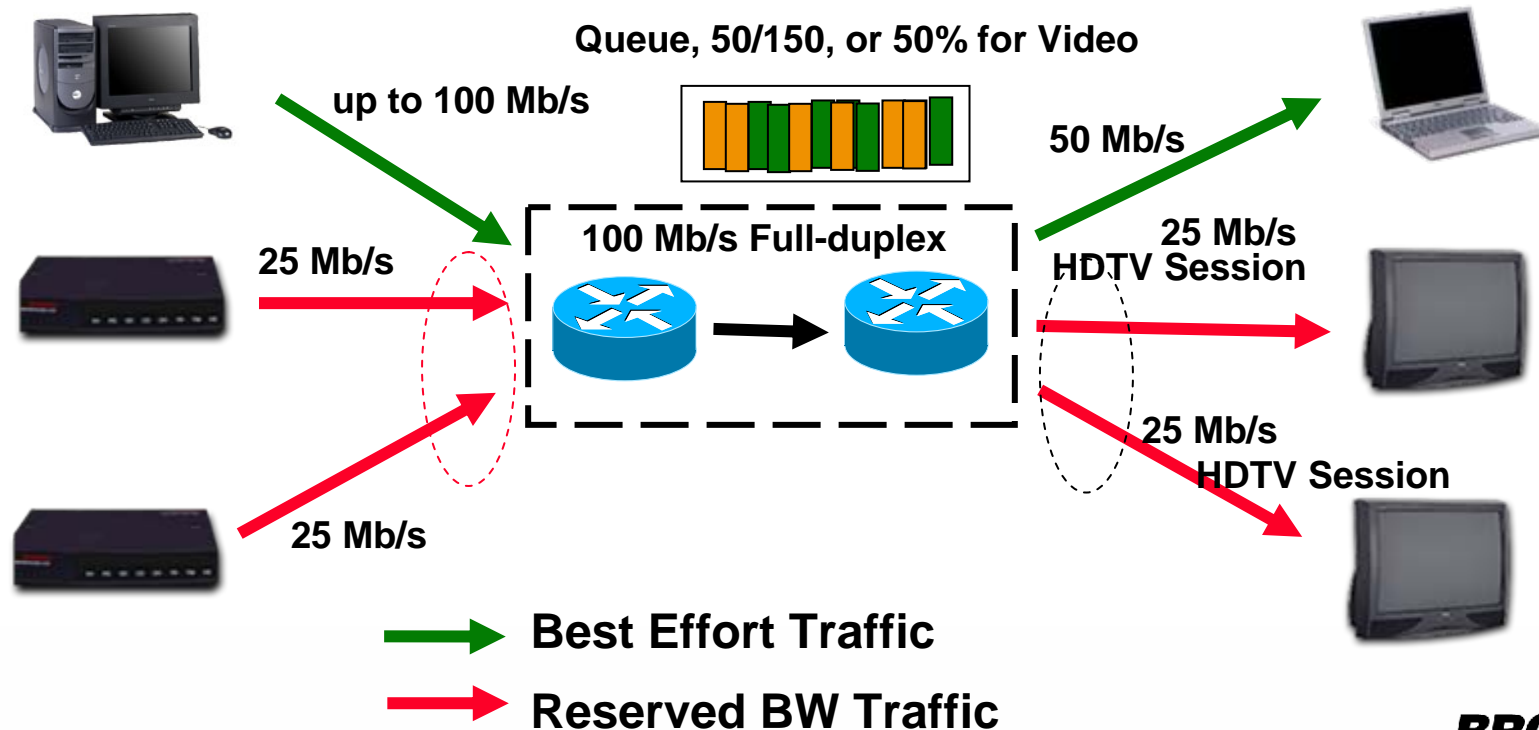 Queue, 50/150, or 50% for Video
up to 100 Mb/s
50 Mb/s
100 Mb/s Full-duplex
25 Mb/s
25 Mb/s
HDTV Session
25 Mb/s
HDTV Session
25 Mb/s
Best Effort Traffic
Reserved BW Traffic